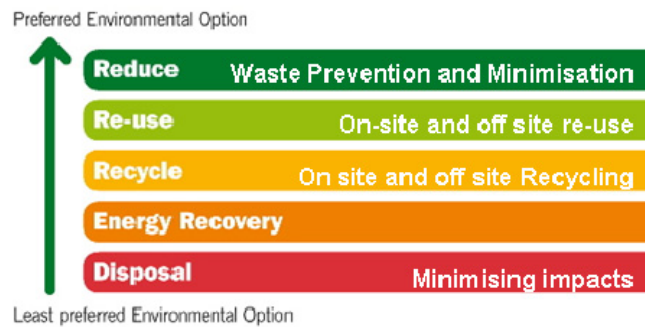 Preferred Environmental Option
Reduce Waste Prevention and Minimisation
Re-use On-site and off site re-use
Recycle On site and off site Recycling
Energy Recovery
Disposal Minimising impacts
Least preferred Environmental Option